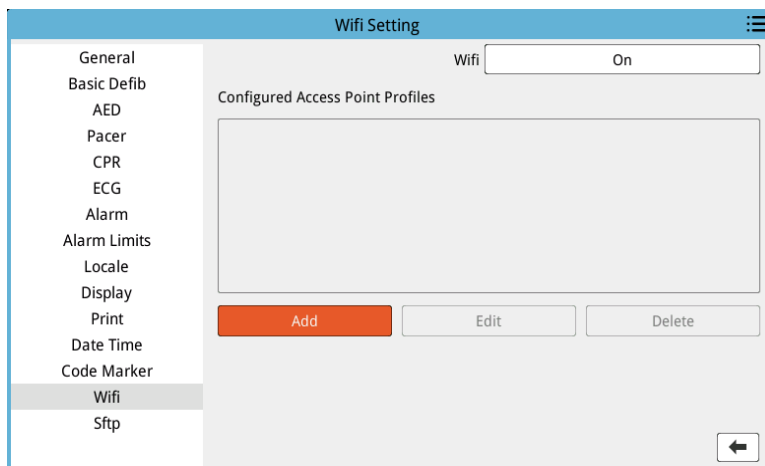 Wifi Setting
General
Basic Defib
AED
Pacer
CPR
ECG
Alarm
Alarm Limits
Locale
Display
Print
Date Time
Code Marker
Wifi
Sftp
Wifi On
Configured Access Point Profiles
Add Edit Delete